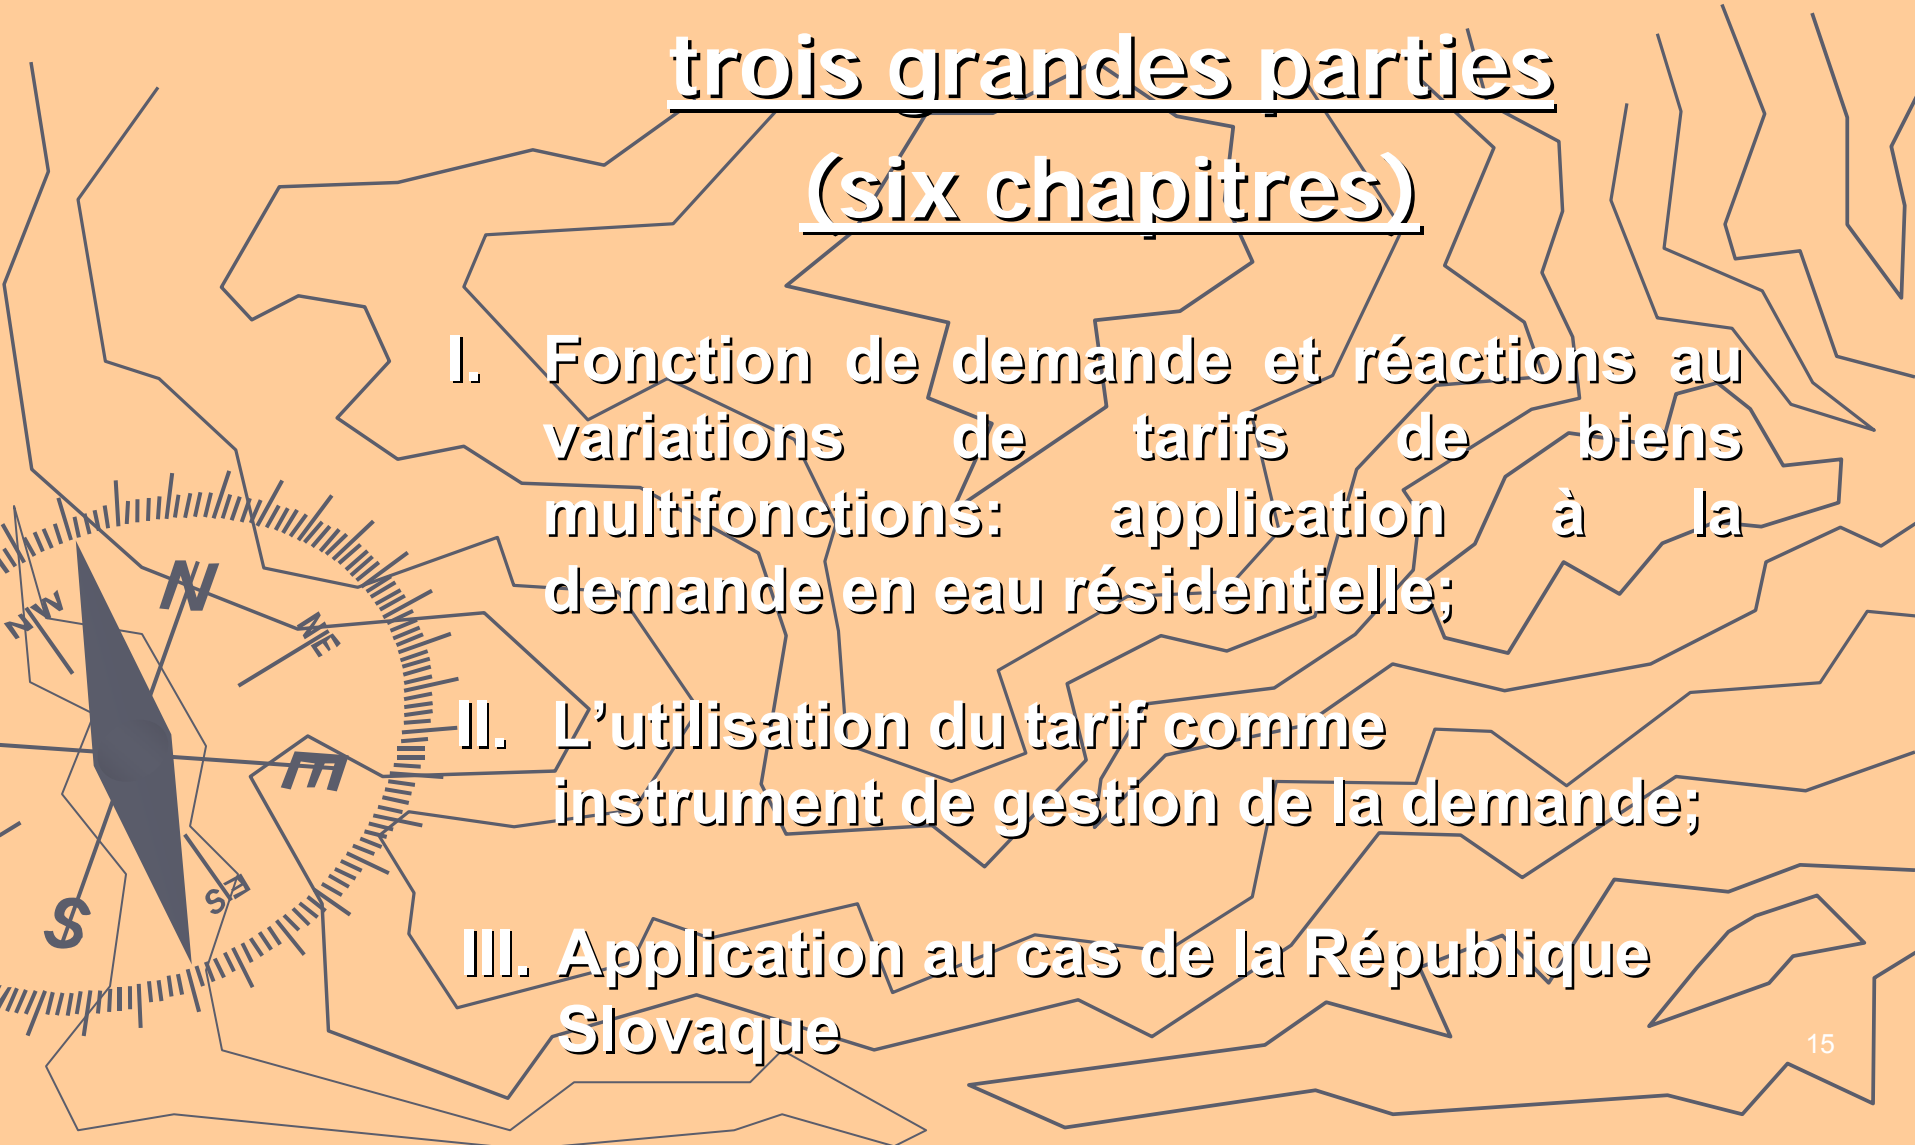 trois grandes parties
(six chapitres)
I. Fonction de demande et réactions au
variations de tarifs de biens
multifonctions: application à la
demande en eau résidentielle;
II. L’utilisation du tarif comme
instrument de gestion de la demande;
III. Application au cas de la République
Slovaque
15
N
NE
E
SE
S
NW